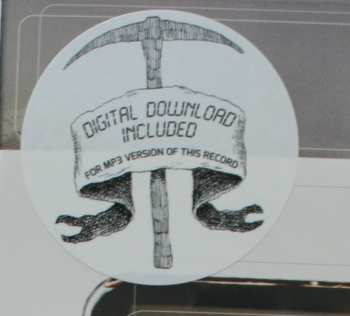 DIGITAL DOWNLOAD
INCLUDED
FOR MP3 VERSION OF THIS RECORD